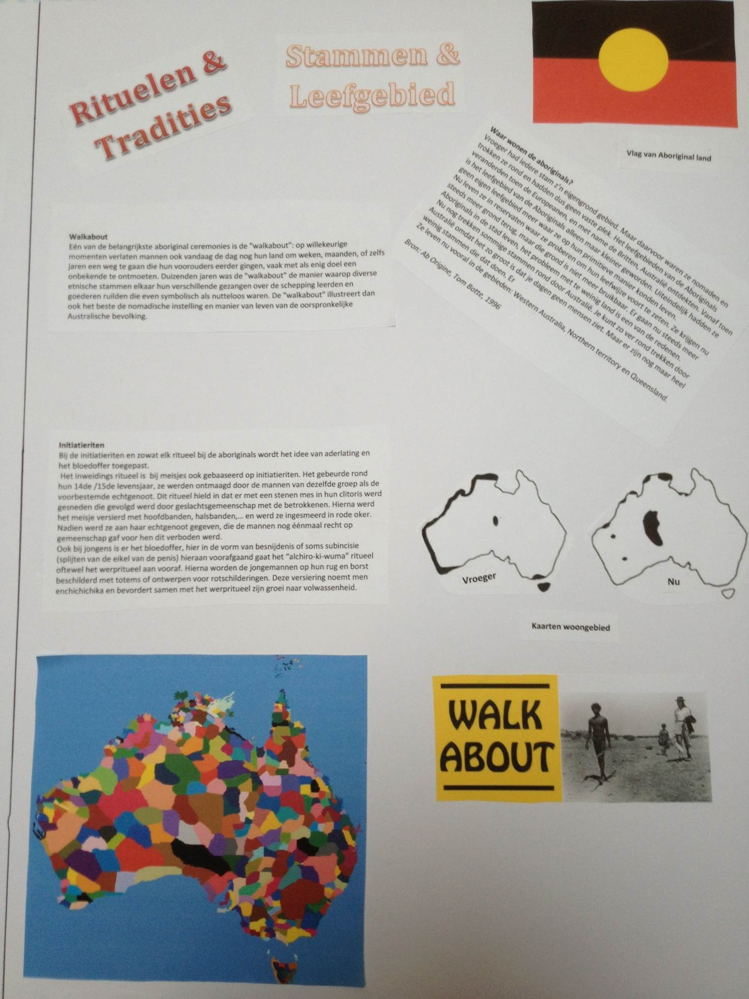 Rituelen &
Tradities
Stammen &
Leefgebied
Vlag van Aboriginal land
Waar wonen de aboriginals?
Vroeger had iedere stam z'n eigengrond gebied. Maar daarvoor waren ze nomaden en
trokken ze rond en hadden dus geen vaste plek. Het leefgebieden van de Aboriginals
veranderden toen de Europeanen, en met name de Britten, Australië ontdekten. Vanaf toen
is het leefgebied van de Aboriginals alleen maar kleiner geworden. Uiteindelijk hadden ze
geen eigen leefgebied meer waar ze op hun primitieve manier konden leven.
Nu leven ze in reservaten waar ze proberen om hun leefwijze voort te zeten. Ze krijgen nu
steeds meer grond terug, maar die grond is niet meer bruikbaar. Er gaan nu steeds meer
Aboriginals in de stad leven, het probleem met te weinig land is een van de redenen.
Nu nog trekken sommige stammen rond door Australië. Je kunt zo ver rond trekken door
Australië omdat het zo groot is dat je dagen geen mensen ziet. Maar er zijn nog maar heel
weinig stammen die dat doen. Er
Ze leven nu vooral in de gebieden: Western Australia, Northern territory en Queensland.
Bron: Ab Origine, Tom Botte, 1996
Walkabout
Eén van de belangrijkste aboriginal ceremonies is de "walkabout": op willekeurige
momenten verlaten mannen ook vandaag de dag nog hun land om weken, maanden, of zelfs
jaren een weg te gaan die hun voorouders eerder gingen, vaak met als enig doel een
onbekende te ontmoeten. Duizenden jaren was de "walkabout" de manier waarop diverse
etnische stammen elkaar hun verschillende gezangen over de schepping leerden en
goederen ruilden die even symbolisch als nutteloos waren. De "walkabout" illustreert dan
ook het beste de nomadische instelling en manier van leven van de oorspronkelijke
Australische bevolking.
Initiatieriten
Bij de initiatieriten en zowat elk ritueel bij de aboriginals wordt het idee van aderlating en
het bloedoffer toegepast.
Het inweidings ritueel is bij meisjes ook gebaaseerd op initiatieriten. Het gebeurde rond
hun 14de /15de levensjaar, ze werden ontmaagd door de mannen van dezelfde groep als de
voorbestemde echtgenoot. Dit ritueel hield in dat er met een stenen mes in hun clitoris werd
gesneden die gevolgd werd door geslachtsgemeenschap met de betrokkenen. Hierna werd
het meisje versierd met hoofdbanden, halsbanden,... en werd ze ingesmeerd in rode oker.
Nadien werd ze aan haar echtgenoot gegeven, die de mannen nog éénmaal recht op
gemeenschap gaf voor hen dit verboden werd.
Ook bij jongens is er het bloedoffer, hier in de vorm van besnijdenis of soms subincisie
(splijten van de eikel van de penis) hieraan voorafgaand gaat het “alchiro-ki-wuma” ritueel
oftewel het werpritueel aan vooraf. Hierna worden de jongemannen op hun rug en borst
beschilderd met totems of ontwerpen voor rotschilderingen. Deze versiering noemt men
enchichichika en bevordert samen met het werpritueel zijn groei naar volwassenheid.
Vroeger
Nu
Kaarten woongebied
WALK
ABOUT